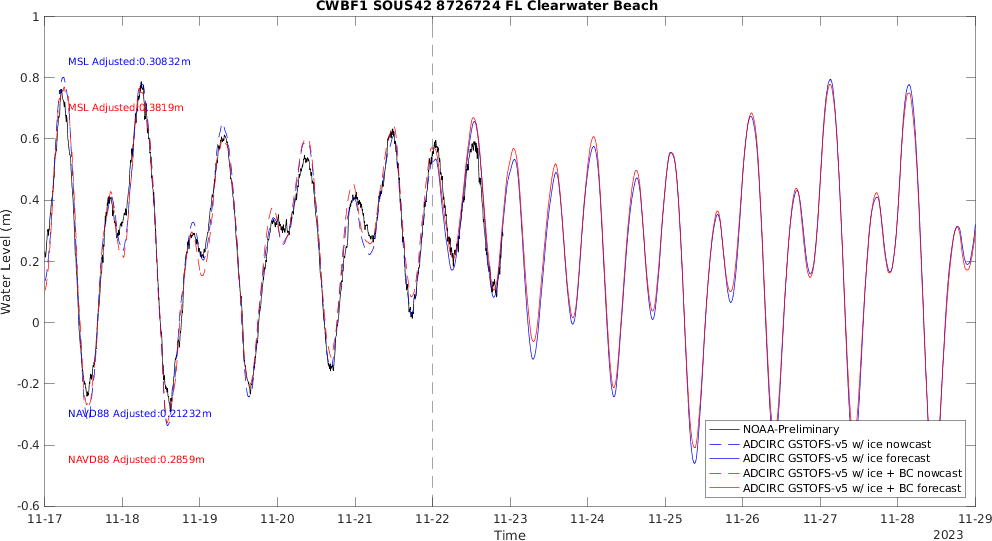 CWBF1 SOUS42 8726724 FL Clearwater Beach
1
0.8
0.6
0.4
0.2
0
-0.2
-0.4
-0.6
Water Level (m)
MSL Adjusted:0.30832m
MSL Adjusted:0.3819m
NAVD88 Adjusted:0.21232m
NAVD88 Adjusted:0.2859m
NOAA-Preliminary
ADCIRC GSTOFS-v5 w/ ice nowcast
ADCIRC GSTOFS-v5 w/ ice forecast
ADCIRC GSTOFS-v5 w/ ice + BC nowcast
ADCIRC GSTOFS-v5 w/ ice + BC forecast
11-17 11-18 11-19 11-20 11-21 11-22 11-23 11-24 11-25 11-26 11-27 11-28 11-29
Time
2023